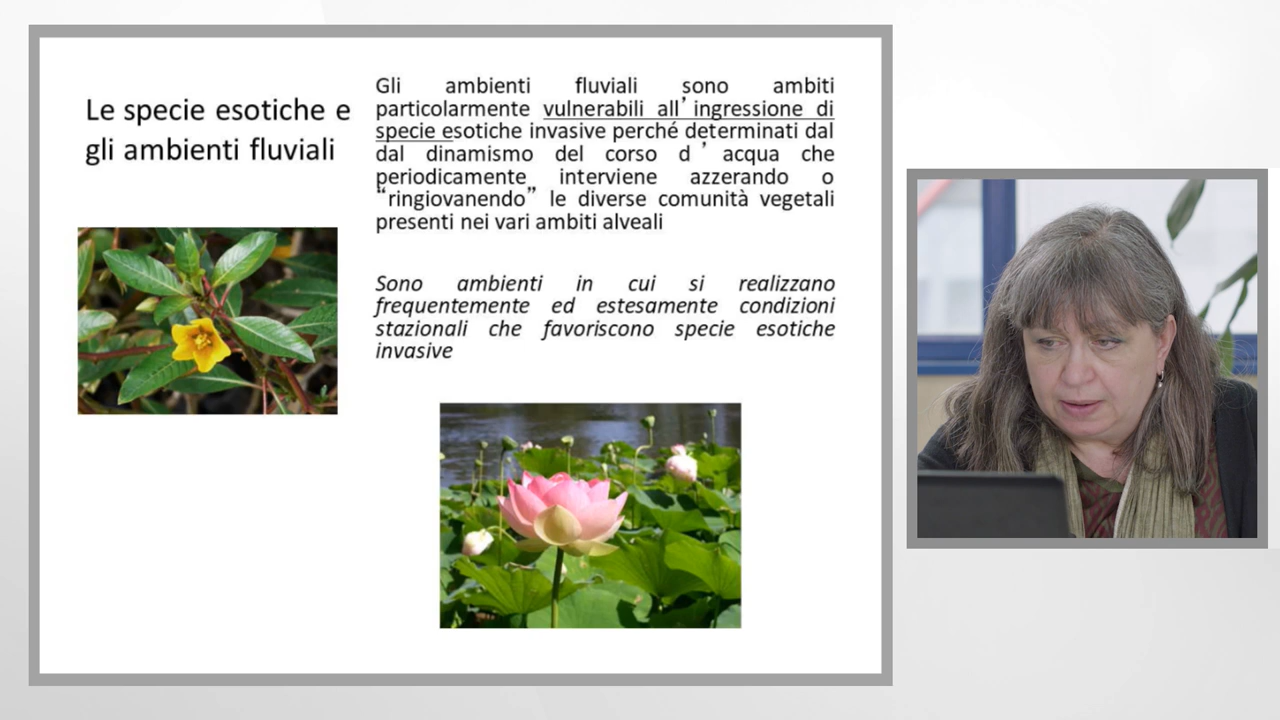 Le specie esotiche e
gli ambienti fluviali
Gli ambienti fluviali sono ambiti
particolarmente vulnerabili all’ingressione di
specie esotiche invasive perché determinati dal
dal dinamismo del corso d’acqua che
periodicamente interviene azzerando o
“ringiovanendo” le diverse comunità vegetali
presenti nei vari ambiti alveali
Sono ambienti in cui si realizzano
frequentemente ed estesamente condizioni
stazionali che favoriscono specie esotiche
invasive